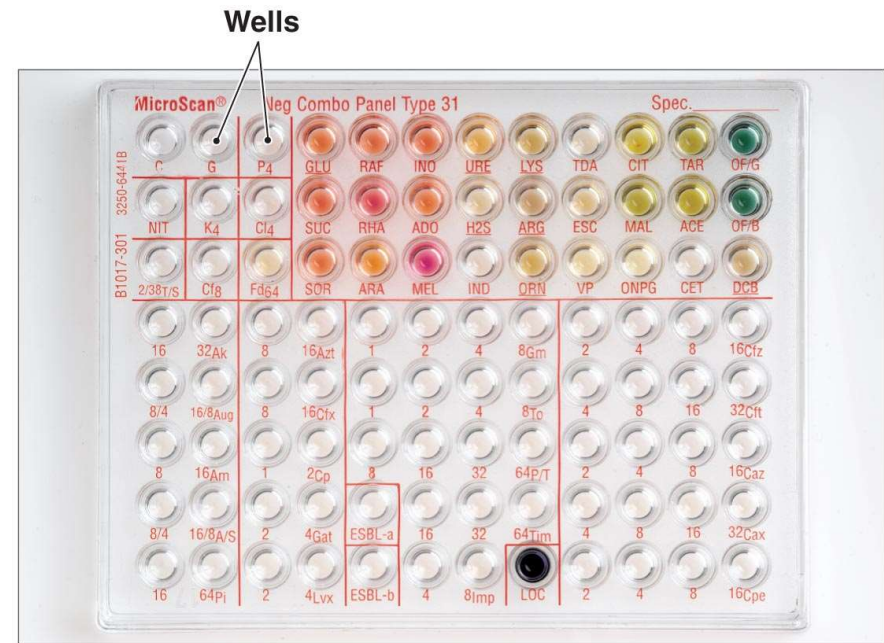 Wells
MicroScan® Neg Combo Panel Type 31 Spec.
3250-6441B
B1017-301
C G P4 GLU RAF INO URE LYS TDA CIT TAR OF/G
NIT K4 Cl4 SUC RHA ADO H2S ARG ESC MAL ACE OF/B
2/38T/S Cf8 Fd64 SOR ARA MEL IND ORN VP ONPG CET DCB
16 32Ak 8 16Azt 1 2 4 8Gm 2 4 8 16Cfz
8/4 16/8Aug 8 16Cfx 1 2 4 8To 4 8 16 32Cft
8 16Am 1 2Cp 8 16 32 64P/T 2 4 8 16Caz
8/4 16/8A/S 2 4Gat ESBL-a 16 32 64Tim 4 8 16 32Cax
16 64Pi 2 4Lvx ESBL-b 4 8Imp LOC 2 4 8 16Cpe